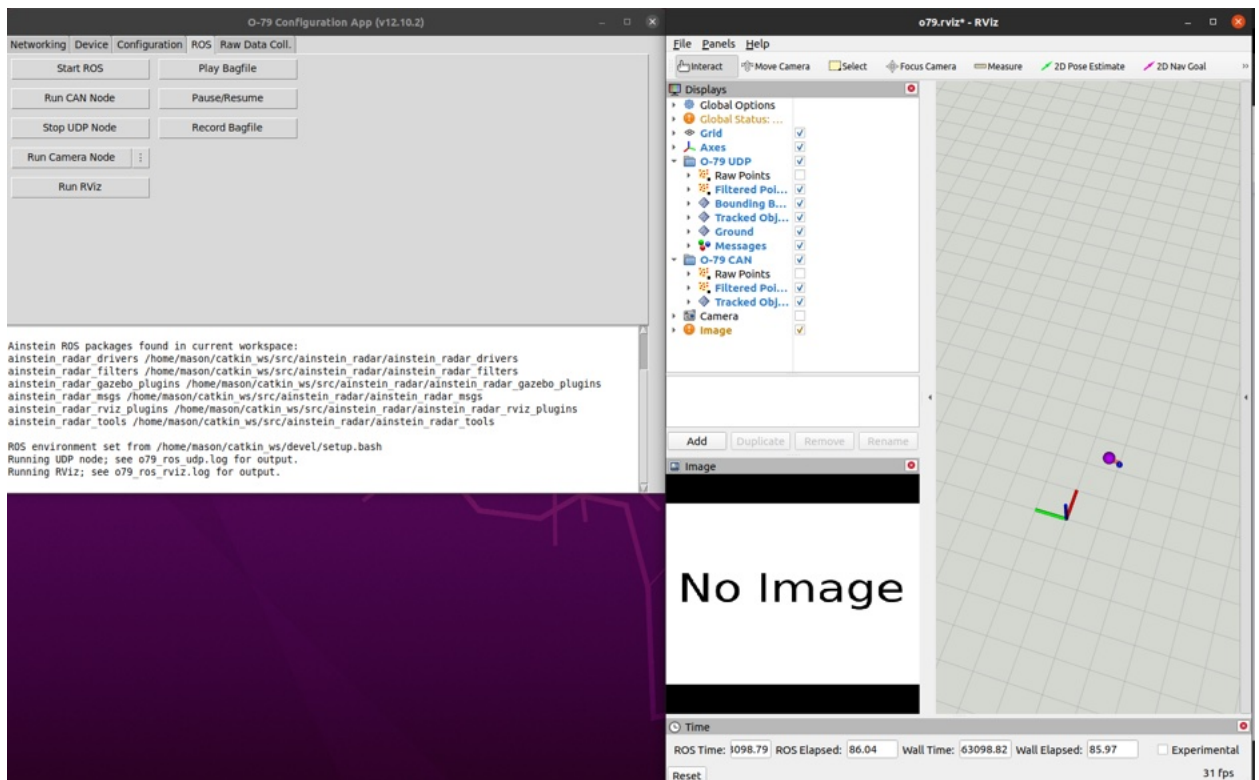 O-79 Configuration App (v12.10.2)
Networking Device Configuration ROS Raw Data Coll.
Start ROS Play Bagfile
Run CAN Node Pause/Resume
Stop UDP Node Record Bagfile
Run Camera Node
Run RViz
Ainstein ROS packages found in current workspace:
ainstein_radar_drivers /home/mason/catkin_ws/src/ainstein_radar/ainstein_radar_drivers
ainstein_radar_filters /home/mason/catkin_ws/src/ainstein_radar/ainstein_radar_filters
ainstein_radar_gazebo_plugins /home/mason/catkin_ws/src/ainstein_radar/ainstein_radar_gazebo_plugins
ainstein_radar_msgs /home/mason/catkin_ws/src/ainstein_radar/ainstein_radar_msgs
ainstein_radar_rviz_plugins /home/mason/catkin_ws/src/ainstein_radar/ainstein_radar_rviz_plugins
ainstein_radar_tools /home/mason/catkin_ws/src/ainstein_radar/ainstein_radar_tools
ROS environment set from /home/mason/catkin_ws/devel/setup.bash
Running UDP node; see o79_ros_udp.log for output.
Running RViz; see o79_ros_rviz.log for output.
o79.rviz* - RViz
File Panels Help
Interact Move Camera Select Focus Camera Measure 2D Pose Estimate 2D Nav Goal »
Displays
Global Options
Global Status: ...
Grid
Axes
O-79 UDP
Raw Points
Filtered Poi...
Bounding B...
Tracked Obj...
Ground
Messages
O-79 CAN
Raw Points
Filtered Poi...
Tracked Obj...
Camera
Image
Add Duplicate Remove Rename
Image
No Image
Time
ROS Time: 098.79 ROS Elapsed: 86.04 Wall Time: 63098.82 Wall Elapsed: 85.97 Experimental
Reset 31 fps